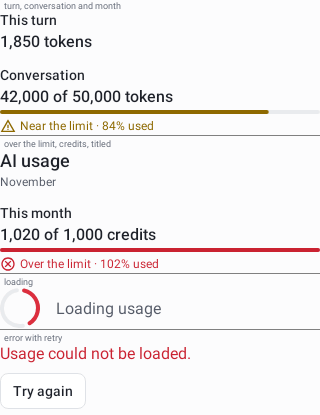 turn, conversation and month
This turn
1,850 tokens
Conversation
42,000 of 50,000 tokens
Near the limit · 84% used
over the limit, credits, titled
AI usage
November
This month
1,020 of 1,000 credits
Over the limit · 102% used
loading
Loading usage
error with retry
Usage could not be loaded.
Try again